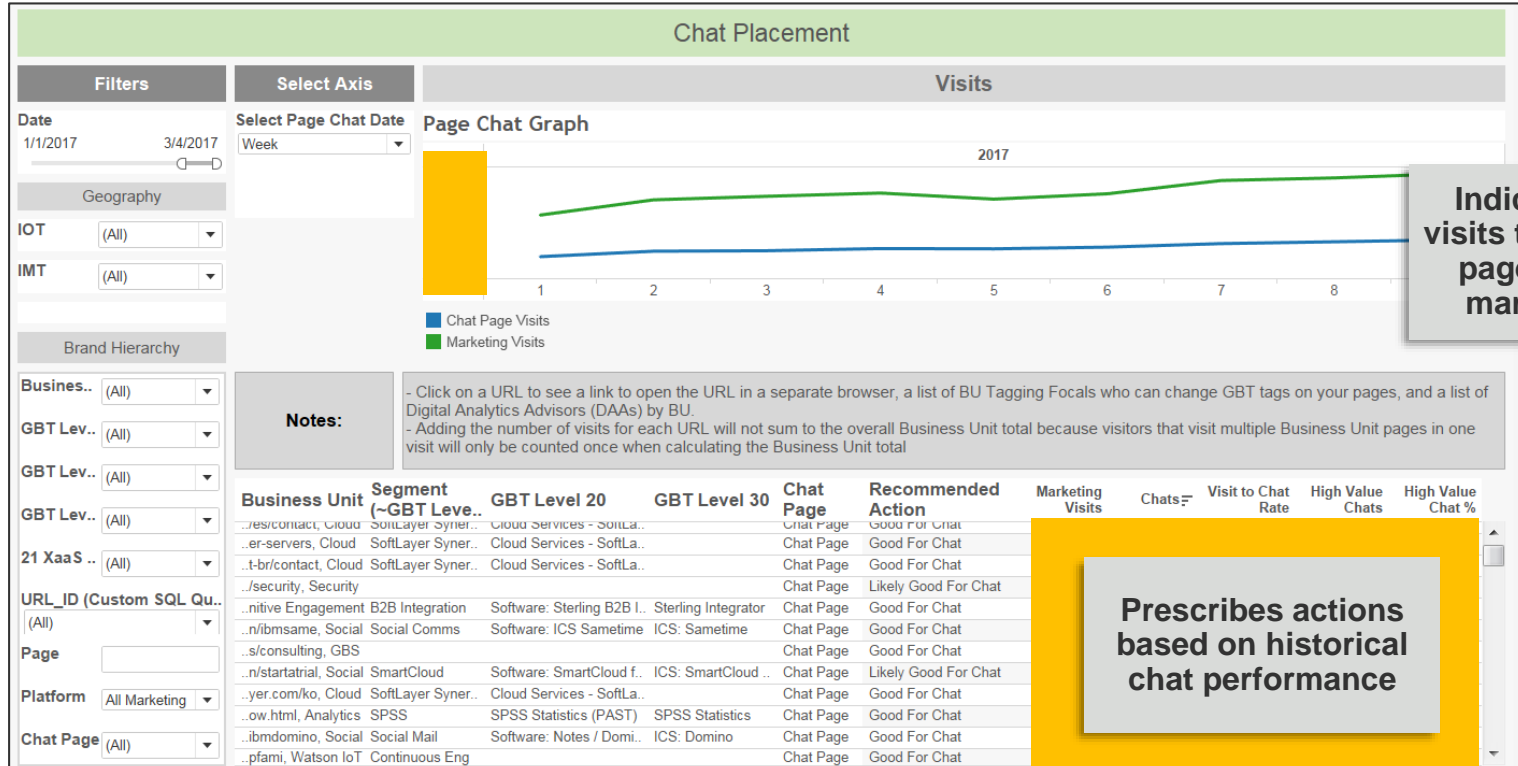 Chat Placement
Filters
Select Axis
Visits
Date
1/1/2017 3/4/2017
Geography
IOT (All)
IMT (All)
Brand Hierarchy
Busines.. (All)
GBT Lev.. (All)
GBT Lev.. (All)
GBT Lev.. (All)
21 XaaS .. (All)
URL_ID (Custom SQL Qu..
(All)
Page
Platform All Marketing
Chat Page (All)
Select Page Chat Date
Week
Page Chat Graph
2017
1 2 3 4 5 6 7 8
Chat Page Visits
Marketing Visits
visits
Notes:
- Click on a URL to see a link to open the URL in a separate browser, a list of BU Tagging Focals who can change GBT tags on your pages, and a list of
Digital Analytics Advisors (DAAs) by BU.
- Adding the number of visits for each URL will not sum to the overall Business Unit total because visitors that visit multiple Business Unit pages in one
visit will only be counted once when calculating the Business Unit total
Business Unit Segment (~GBT Leve.. GBT Level 20 GBT Level 30 Chat Page Recommended Action Marketing Visits Chats Visit to Chat Rate High Value Chats High Value Chat %
../es/contact, Cloud SoftLayer Syner.. Cloud Services - SoftLa.. Chat Page Good For Chat
..er-servers, Cloud SoftLayer Syner.. Cloud Services - SoftLa.. Chat Page Good For Chat
..t-br/contact, Cloud SoftLayer Syner.. Cloud Services - SoftLa.. Chat Page Good For Chat
../security, Security Chat Page Likely Good For Chat
..nitive Engagement B2B Integration Software: Sterling B2B I.. Sterling Integrator Chat Page Good For Chat
..n/ibmsame, Social Social Comms Software: ICS Sametime ICS: Sametime Chat Page Good For Chat
..s/consulting, GBS Chat Page Good For Chat
..n/startatrial, Social SmartCloud Software: SmartCloud f.. ICS: SmartCloud .. Chat Page Likely Good For Chat
..yer.com/ko, Cloud SoftLayer Syner.. Cloud Services - SoftLa.. Chat Page Good For Chat
..ow.html, Analytics SPSS SPSS Statistics (PAST) SPSS Statistics Chat Page Good For Chat
..ibmdomino, Social Social Mail Software: Notes / Domi.. ICS: Domino Chat Page Good For Chat
..pfami, Watson IoT Continuous Eng Chat Page Good For Chat
Prescribes actions
based on historical
chat performance